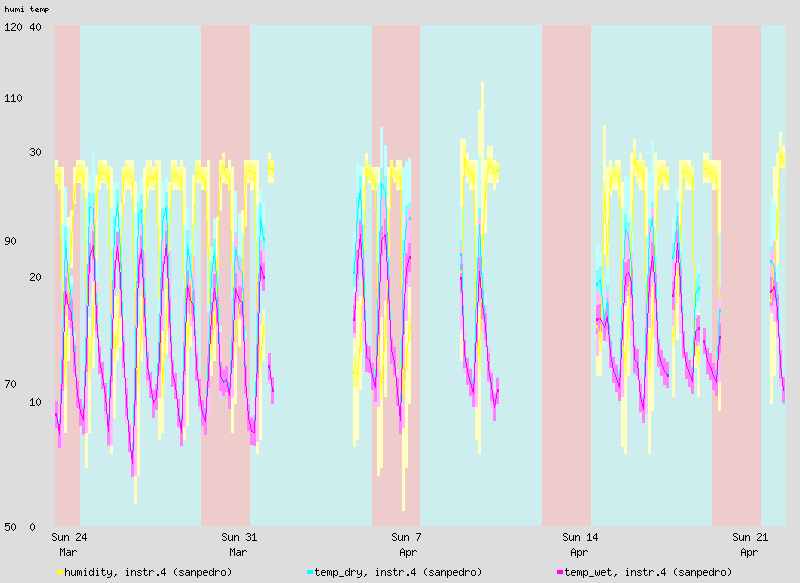 humi temp
120 40
110
30
90
20
70
10
50 0
Sun 24 Sun 31 Sun 7 Sun 14 Sun 21
Mar Mar Apr Apr Apr
humidity, instr.4 (sanpedro) temp_dry, instr.4 (sanpedro) temp_wet, instr.4 (sanpedro)